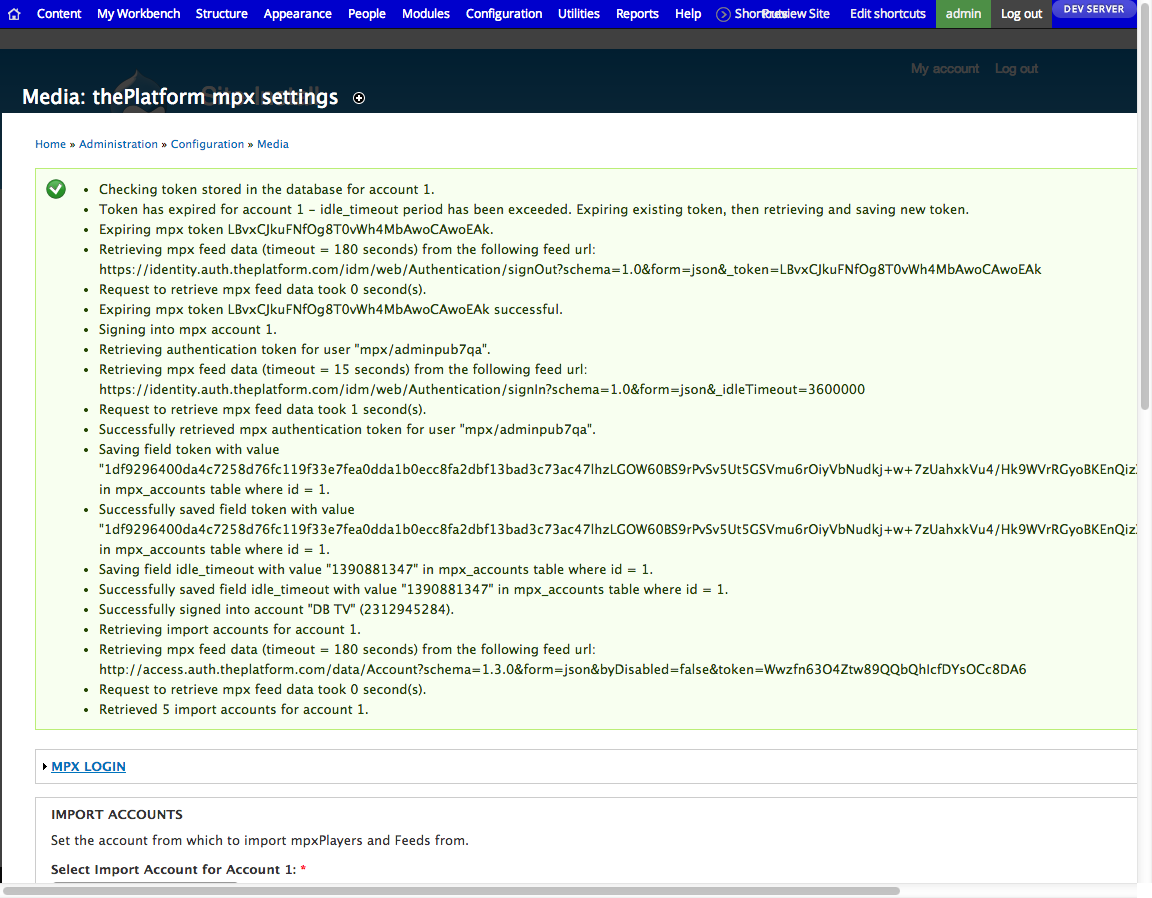 Content My Workbench Structure Appearance People Modules Configuration Utilities Reports Help Shortcuts Preview Site Edit shortcuts admin Log out DEV SERVER
My account Log out
Media: thePlatform mpx settings
Home » Administration » Configuration » Media
• Checking token stored in the database for account 1.
• Token has expired for account 1 – idle_timeout period has been exceeded. Expiring existing token, then retrieving and saving new token.
• Expiring mpx token LBvxCJkuFNfOg8T0vWh4MbAwoCAwoEAk.
• Retrieving mpx feed data (timeout = 180 seconds) from the following feed url:
https://identity.auth.theplatform.com/idm/web/Authentication/signOut?schema=1.0&form=json&_token=LBvxCJkuFNfOg8T0vWh4MbAwoCAwoEAk
• Request to retrieve mpx feed data took 0 second(s).
• Expiring mpx token LBvxCJkuFNfOg8T0vWh4MbAwoCAwoEAk successful.
• Signing into mpx account 1.
• Retrieving authentication token for user "mpx/adminpub7qa".
• Retrieving mpx feed data (timeout = 15 seconds) from the following feed url:
https://identity.auth.theplatform.com/idm/web/Authentication/signIn?schema=1.0&form=json&_idleTimeout=3600000
• Request to retrieve mpx feed data took 1 second(s).
• Successfully retrieved mpx authentication token for user "mpx/adminpub7qa".
• Saving field token with value
"1df9296400da4c7258d76fc119f33e7fea0dda1b0ecc8fa2dbf13bad3c73ac47lhzLGOW60BS9rPvSv5Ut5GSVmu6rOiyVbNudkj+w+7zUahxkVu4/Hk9WVrRGyoBKEnQiz
in mpx_accounts table where id = 1.
• Successfully saved field token with value
"1df9296400da4c7258d76fc119f33e7fea0dda1b0ecc8fa2dbf13bad3c73ac47lhzLGOW60BS9rPvSv5Ut5GSVmu6rOiyVbNudkj+w+7zUahxkVu4/Hk9WVrRGyoBKEnQiz
in mpx_accounts table where id = 1.
• Saving field idle_timeout with value "1390881347" in mpx_accounts table where id = 1.
• Successfully saved field idle_timeout with value "1390881347" in mpx_accounts table where id = 1.
• Successfully signed into account "DB TV" (2312945284).
• Retrieving import accounts for account 1.
• Retrieving mpx feed data (timeout = 180 seconds) from the following feed url:
http://access.auth.theplatform.com/data/Account?schema=1.3.0&form=json&byDisabled=false&token=Wwzfn63O4Ztw89QQbQhIcfDYsOCc8DA6
• Request to retrieve mpx feed data took 0 second(s).
• Retrieved 5 import accounts for account 1.
MPX LOGIN
IMPORT ACCOUNTS
Set the account from which to import mpxPlayers and Feeds from.
Select Import Account for Account 1: *